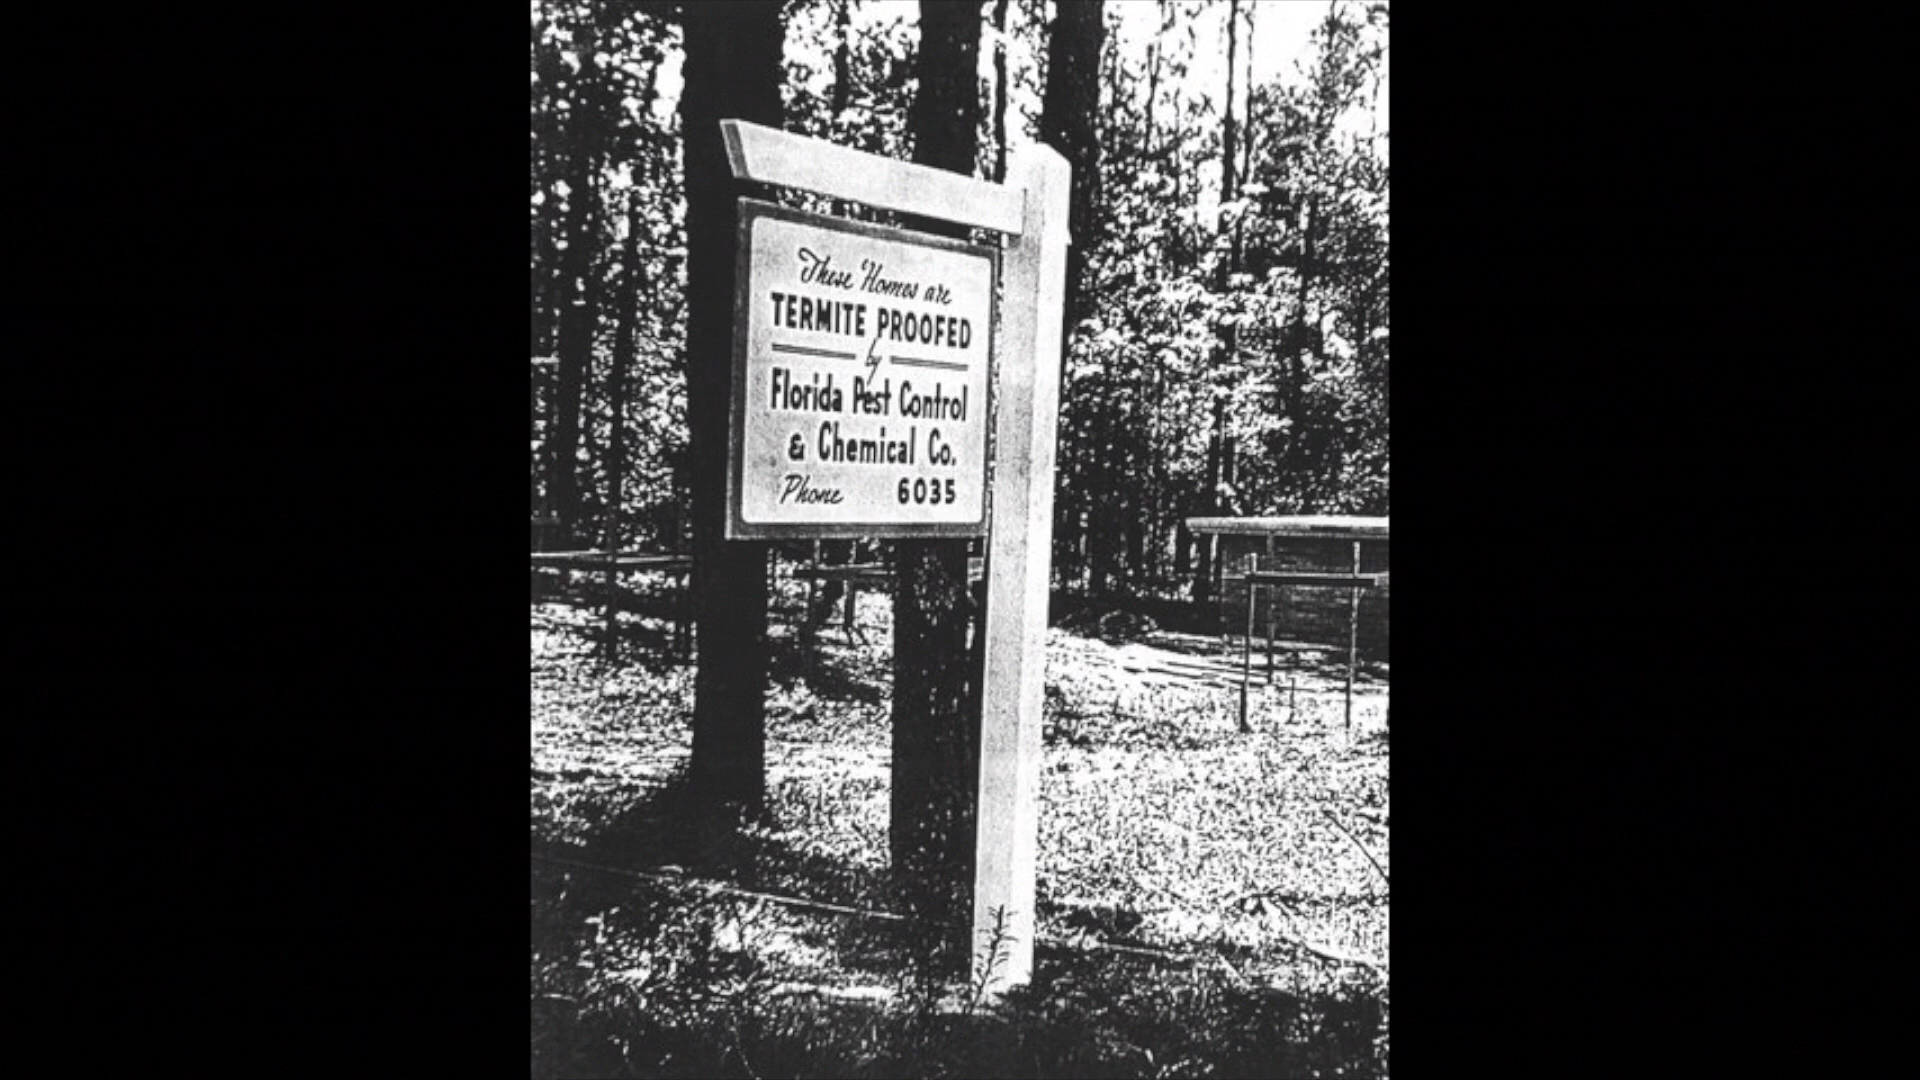 These Homes are
TERMITE PROOFED
by
Florida Pest Control
& Chemical Co.
Phone 6035